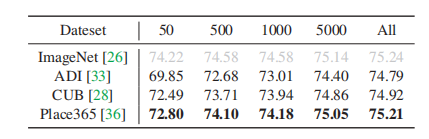 Dateset 50 500 1000 5000 All
ImageNet [26] 74.22 74.58 74.58 75.14 75.24
ADI [33] 69.85 72.68 73.01 74.40 74.79
CUB [28] 72.49 73.71 73.94 74.86 74.92
Place365 [36] 72.80 74.10 74.18 75.05 75.21